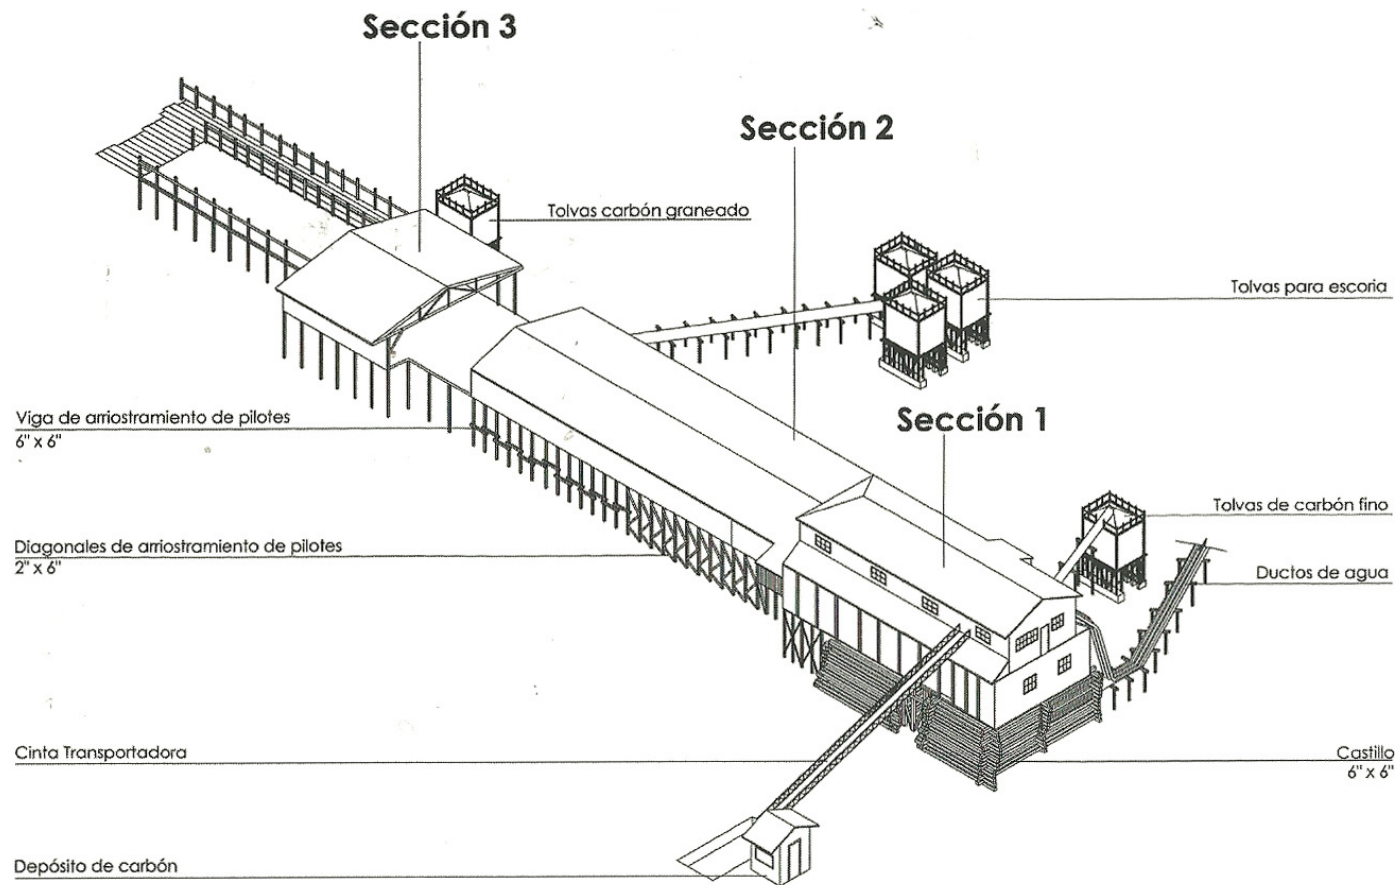 Sección 3
Sección 2
Tolvas carbón graneado
Tolvas para escoria
Viga de arriostramiento de pilotes
6" x 6"
Sección 1
Tolvas de carbón fino
Diagonales de arriostramiento de pilotes
2" x 6"
Ductos de agua
Cinta Transportadora
Castillo
6" x 6"
Depósito de carbón